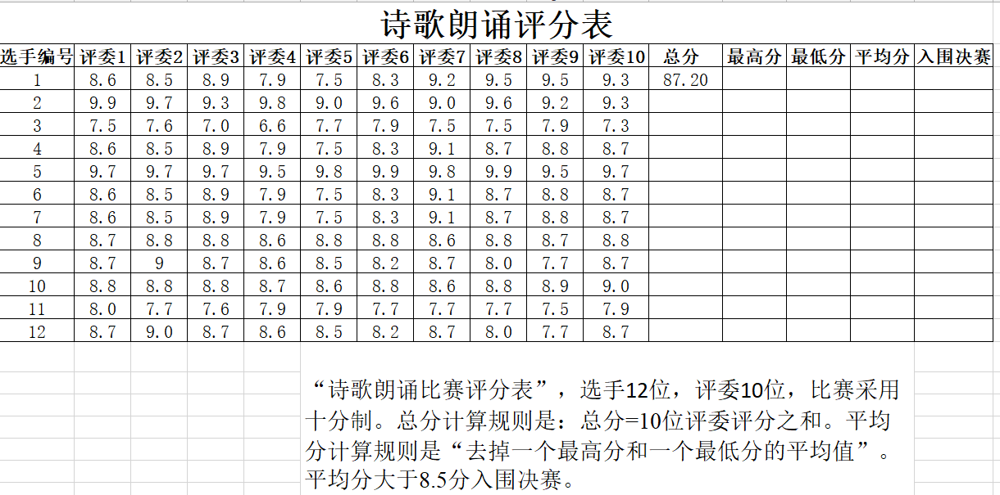 诗歌朗诵评分表
选手编号 评委1 评委2 评委3 评委4 评委5 评委6 评委7 评委8 评委9 评委10 总分 最高分 最低分 平均分 入围决赛
1 8.6 8.5 8.9 7.9 7.5 8.3 9.2 9.5 9.5 9.3 87.20
2 9.9 9.7 9.3 9.8 9.0 9.6 9.0 9.6 9.2 9.3
3 7.5 7.6 7.0 6.6 7.7 7.9 7.5 7.5 7.9 7.3
4 8.6 8.5 8.9 7.9 7.5 8.3 9.1 8.7 8.8 8.7
5 9.7 9.7 9.7 9.5 9.8 9.9 9.8 9.9 9.5 9.7
6 8.6 8.5 8.9 7.9 7.5 8.3 9.1 8.7 8.8 8.7
7 8.6 8.5 8.9 7.9 7.5 8.3 9.1 8.7 8.8 8.7
8 8.7 8.8 8.8 8.6 8.8 8.8 8.6 8.8 8.7 8.8
9 8.7 9 8.7 8.6 8.5 8.2 8.7 8.0 7.7 8.7
10 8.8 8.8 8.8 8.7 8.6 8.8 8.6 8.8 8.9 9.0
11 8.0 7.7 7.6 7.9 7.9 7.7 7.7 7.7 7.5 7.9
12 8.7 9.0 8.7 8.6 8.5 8.2 8.7 8.0 7.7 8.7
“诗歌朗诵比赛评分表”，选手12位，评委10位，比赛采用
十分制。总分计算规则是：总分=10位评委评分之和。平均
分计算规则是“去掉一个最高分和一个最低分的平均值”。
平均分大于8.5分入围决赛。